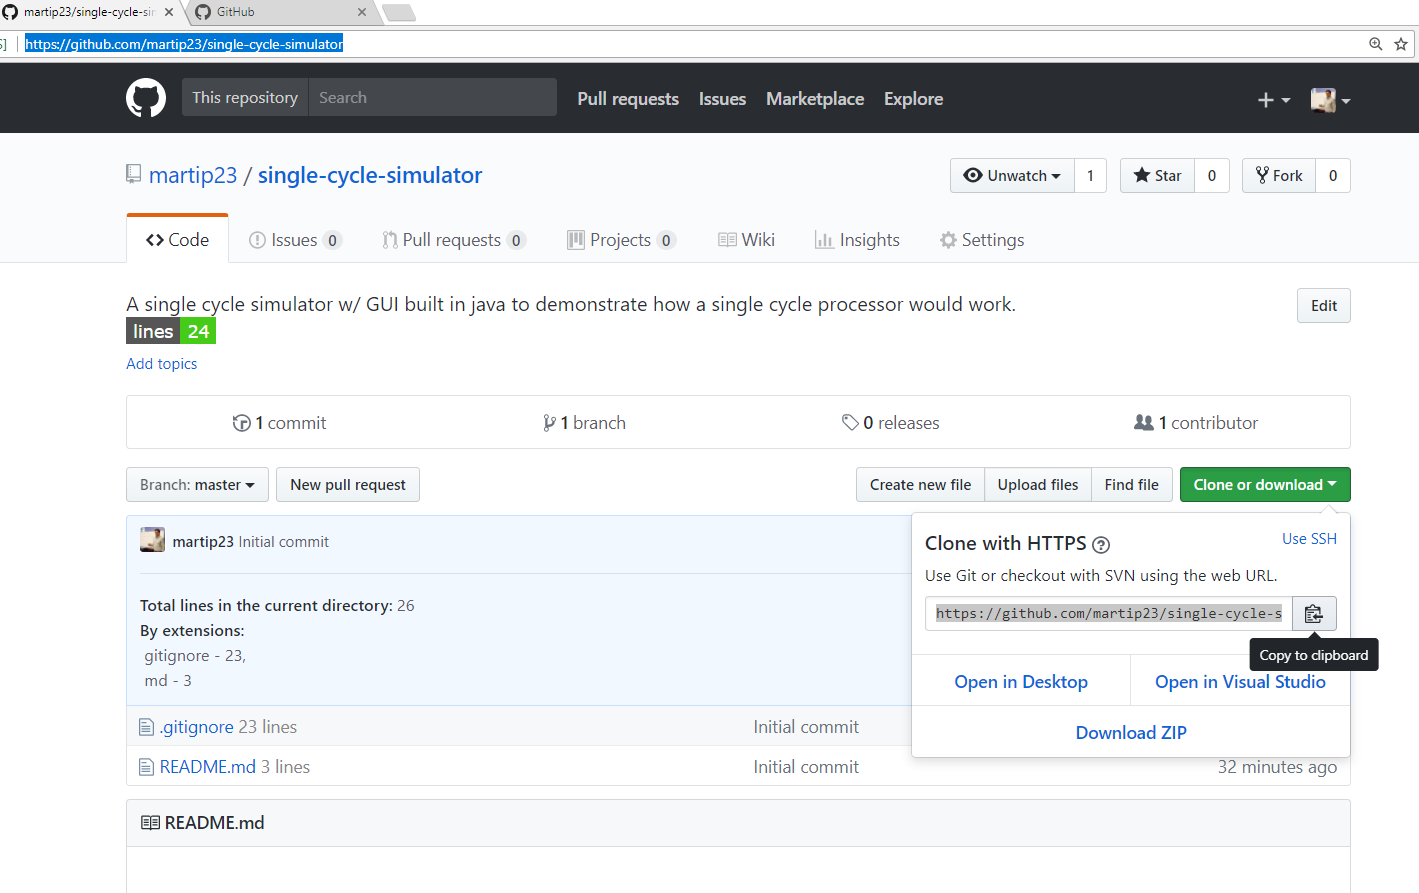 martip23/single-cycle-sir
GitHub
S] https://github.com/martip23/single-cycle-simulator
This repository Search Pull requests Issues Marketplace Explore
martip23 / single-cycle-simulator
Unwatch 1 Star 0 Fork 0
Code Issues 0 Pull requests 0 Projects 0 Wiki Insights Settings
A single cycle simulator w/ GUI built in java to demonstrate how a single cycle processor would work.
Edit
lines 24
Add topics
1 commit 1 branch 0 releases 1 contributor
Branch: master New pull request Create new file Upload files Find file Clone or download
martip23 Initial commit
Total lines in the current directory: 26
By extensions:
gitignore - 23,
md - 3
Clone with HTTPS ? Use SSH
Use Git or checkout with SVN using the web URL.
https://github.com/martip23/single-cycle-s
Copy to clipboard
Open in Desktop Open in Visual Studio
Download ZIP
.gitignore 23 lines Initial commit
README.md 3 lines Initial commit 32 minutes ago
README.md